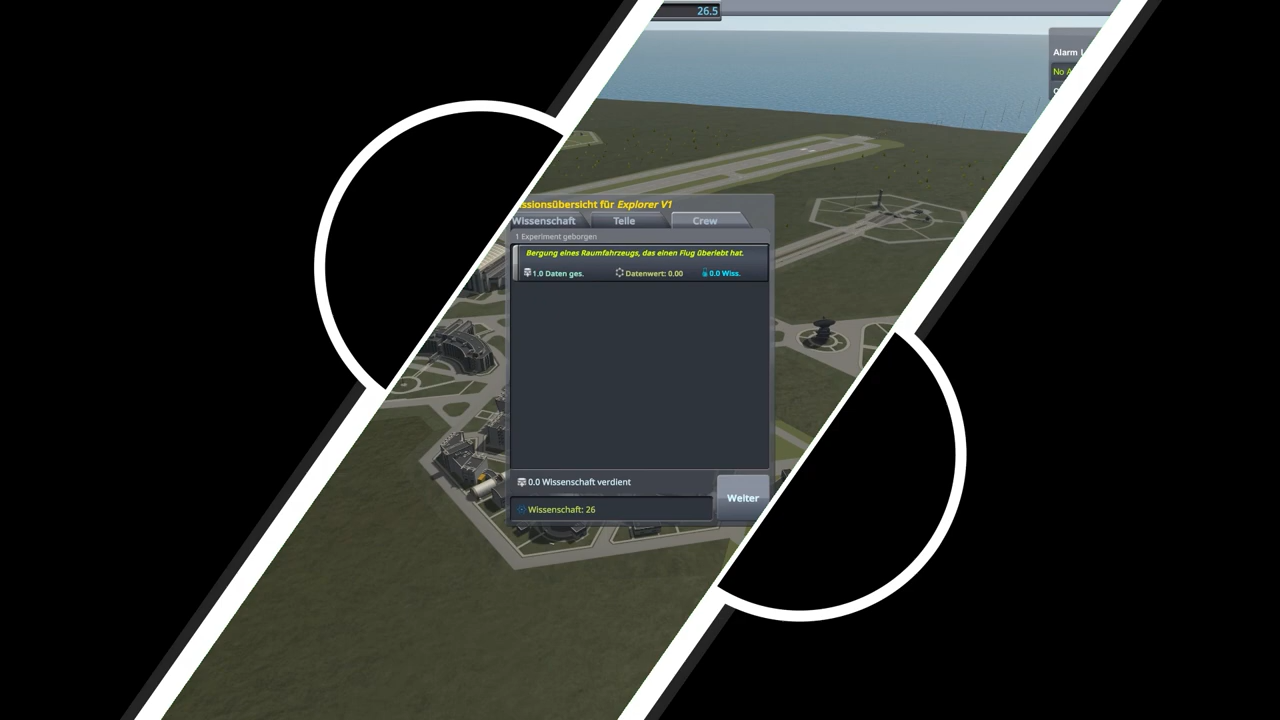 26.5
Alarm
No
ssionsübersicht für Explorer V1
Wissenschaft Teile Crew
1 Experiment geborgen
Bergung eines Raumfahrzeugs, das einen Flug überlebt hat.
1.0 Daten ges. Datenwert: 0.00 0.0 Wiss.
0.0 Wissenschaft verdient
Weiter
Wissenschaft: 26